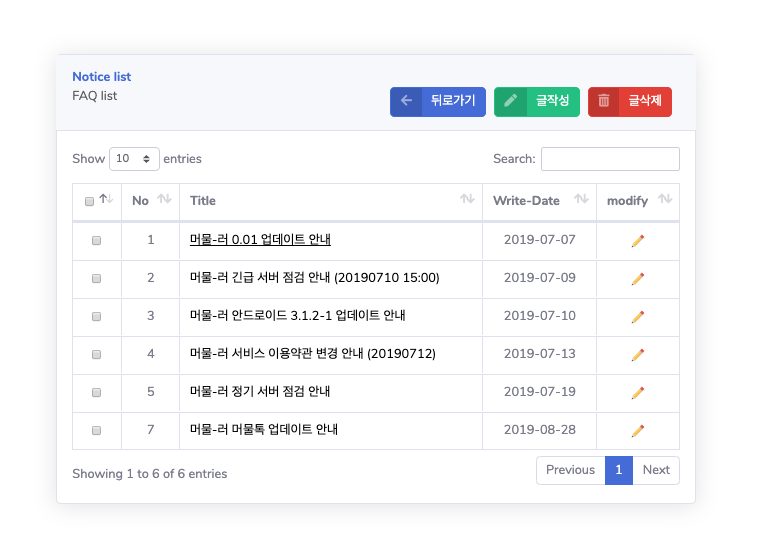 Notice list
FAQ list
뒤로가기 글작성 글삭제
Show 10 entries Search:
No Title Write-Date modify
1 머물-러 0.01 업데이트 안내 2019-07-07
2 머물-러 긴급 서버 점검 안내 (20190710 15:00) 2019-07-09
3 머물-러 안드로이드 3.1.2-1 업데이트 안내 2019-07-10
4 머물-러 서비스 이용약관 변경 안내 (20190712) 2019-07-13
5 머물-러 정기 서버 점검 안내 2019-07-19
7 머물-러 머물톡 업데이트 안내 2019-08-28
Showing 1 to 6 of 6 entries Previous 1 Next